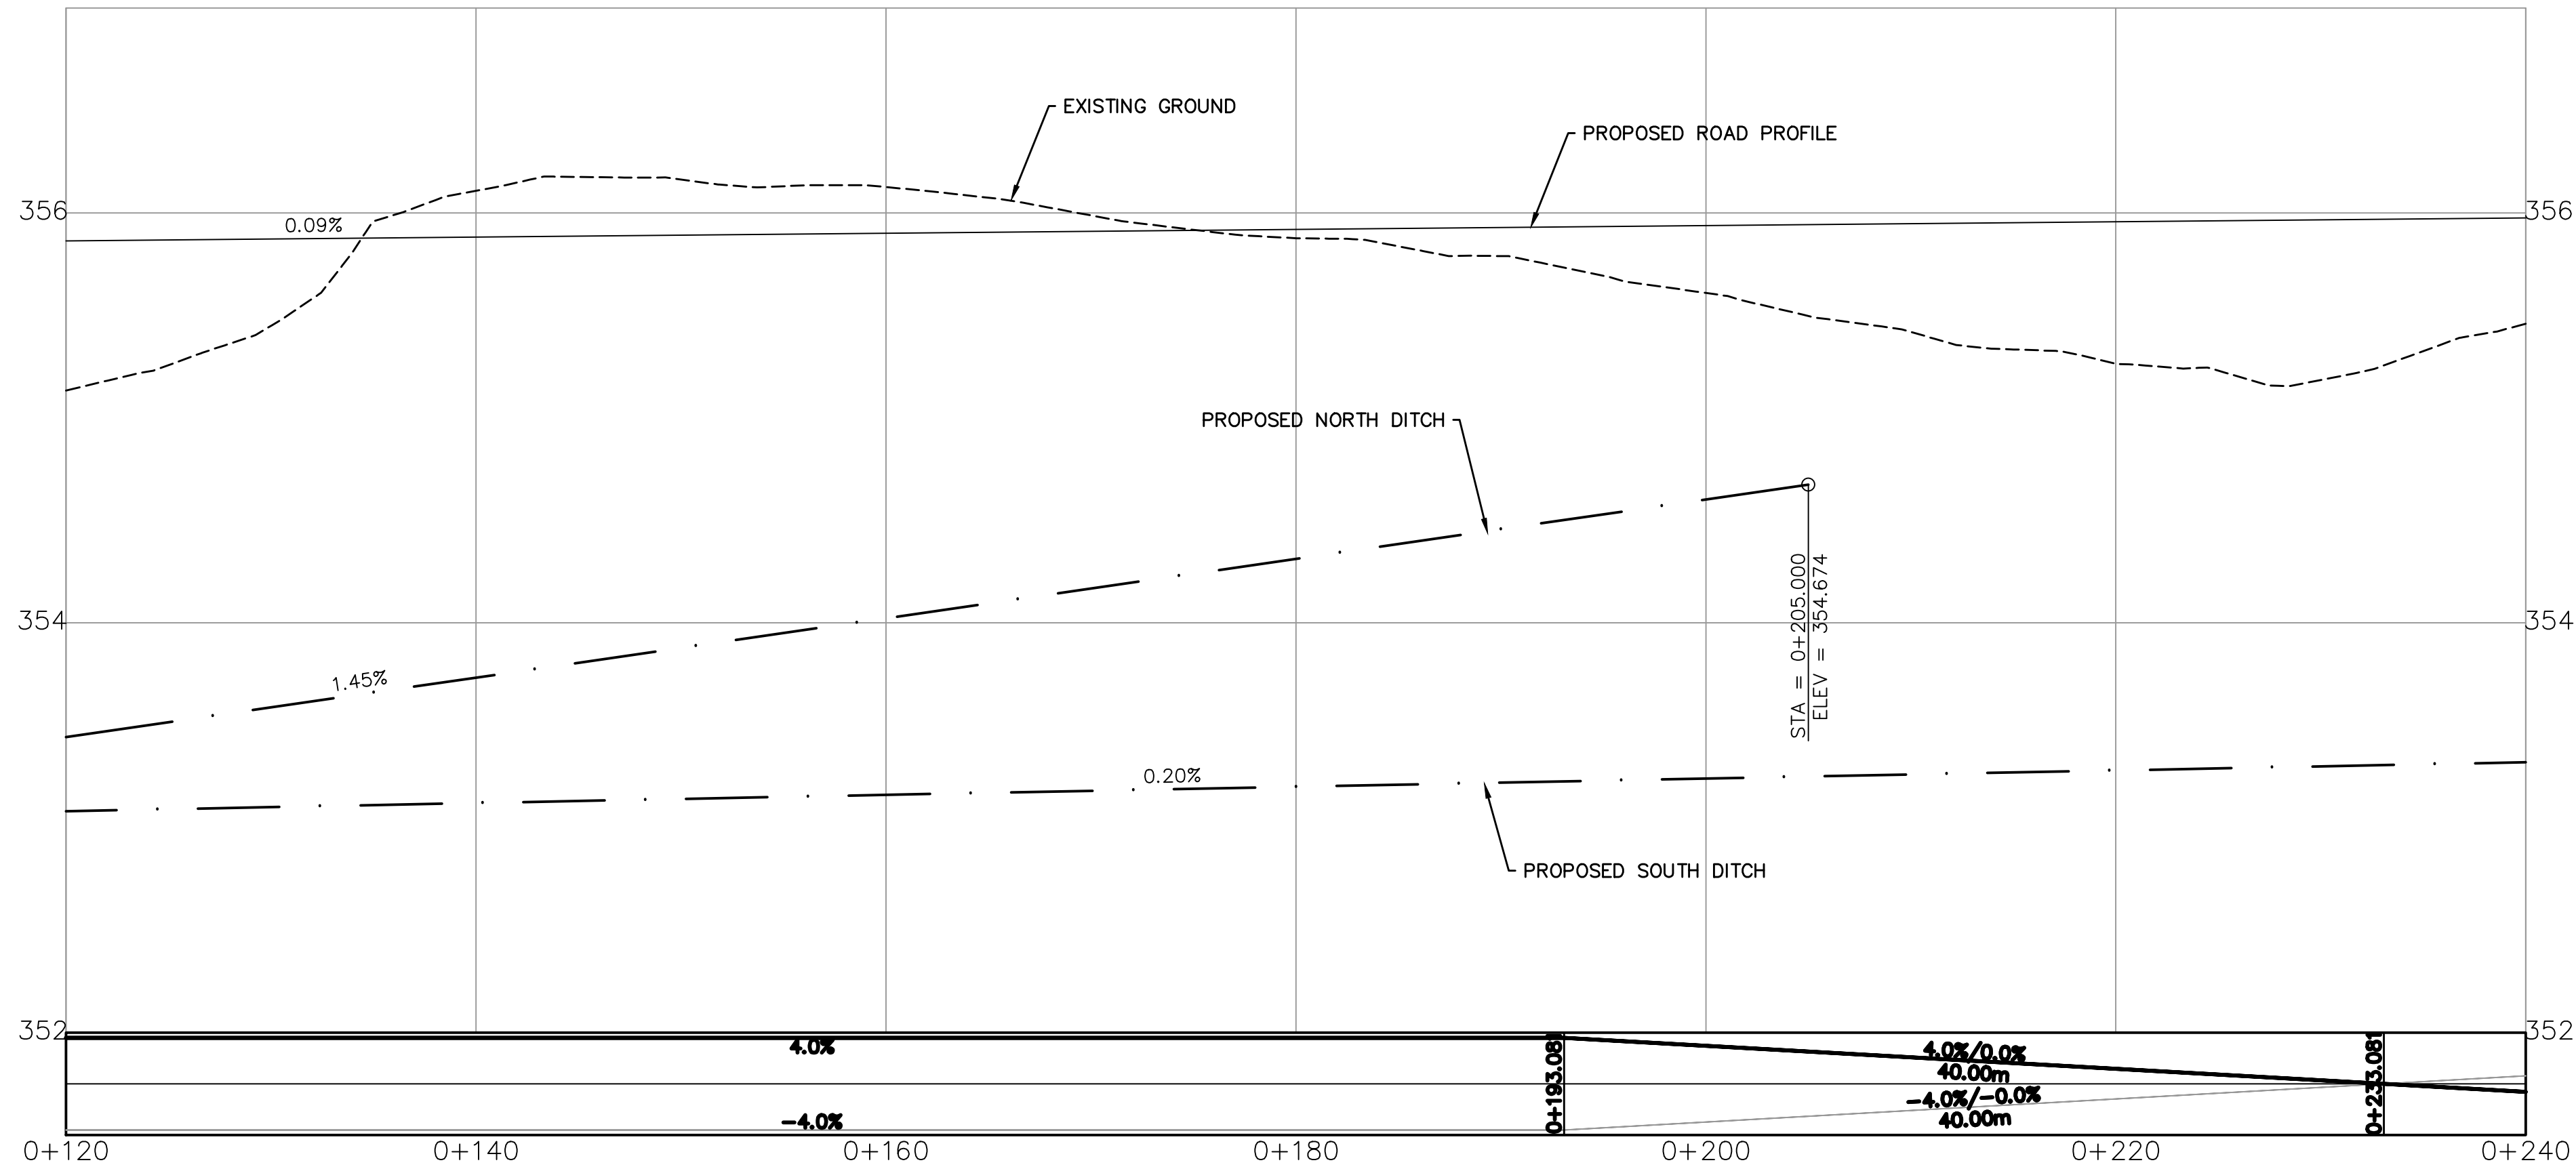 EXISTING GROUND
PROPOSED ROAD PROFILE
356
0.09%
356
PROPOSED NORTH DITCH
354
354
STA = 0+205.000
ELEV = 354.674
1.45%
0.20%
PROPOSED SOUTH DITCH
352
352
4.0%
-4.0%
0+193.081
4.0%/0.0%
40.00m
-4.0%/-0.0%
40.00m
0+233.081
0+120
0+140
0+160
0+180
0+200
0+220
0+240